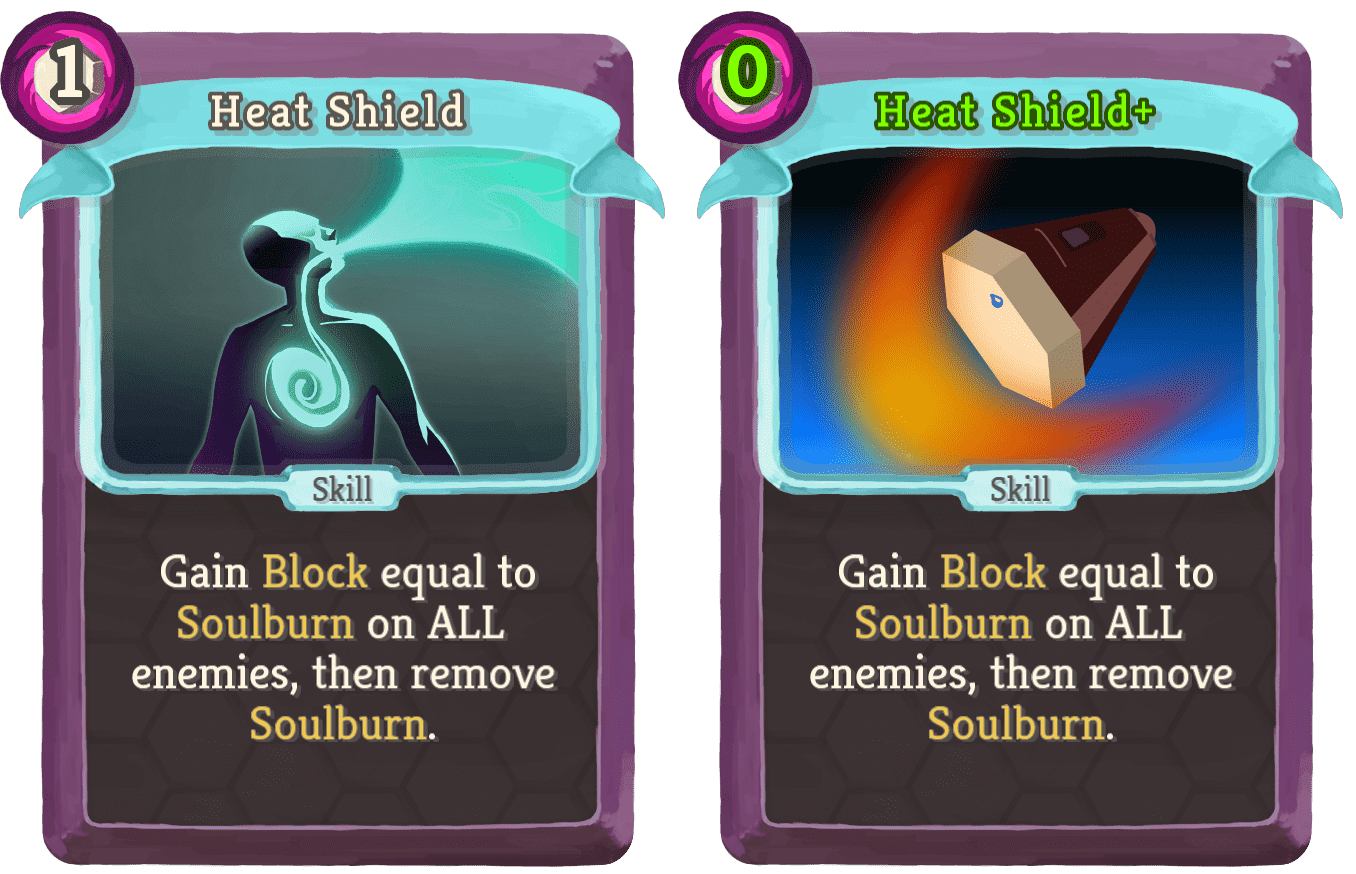 1
Heat Shield
Skill
Gain Block equal to
Soulburn on ALL
enemies, then remove
Soulburn.
0
Heat Shield+
Skill
Gain Block equal to
Soulburn on ALL
enemies, then remove
Soulburn.